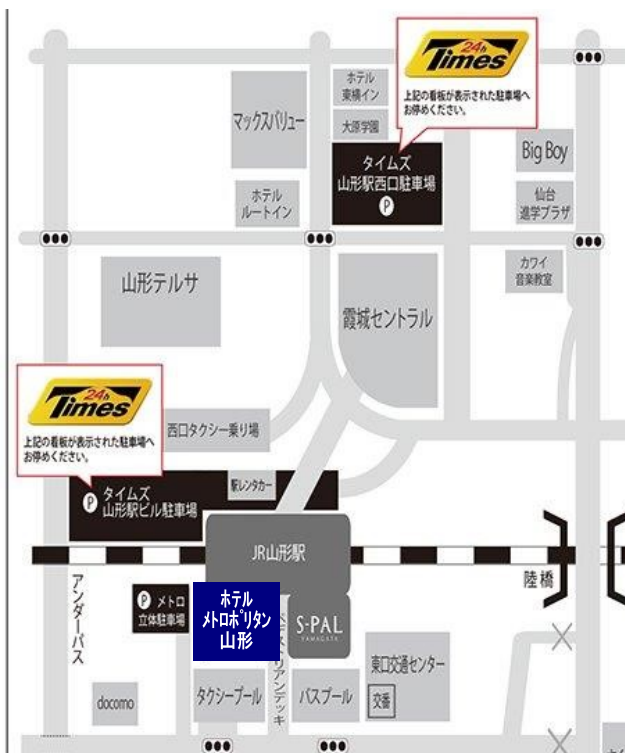 24h
Times
上記の看板が表示された駐車場へ
お停めください。
ホテル
東横イン
大原学園
マックスバリュー
タイムズ
山形駅西口駐車場
P
Big Boy
仙台
進学プラザ
ホテル
ルートイン
カワイ
音楽教室
山形テルサ
霞城セントラル
24h
Times
上記の看板が表示された駐車場へ
お停めください。
西口タクシー乗り場
駅レンタカー
P
タイムズ
山形駅ビル駐車場
JR山形駅
陸橋
アンダーパス
P
メトロ
立体駐車場
ホテル
メトロポリタン
山形
ペデストリアンデッキ
S-PAL
YAMAGATA
東口交通センター
交番
docomo
タクシープール
バスプール